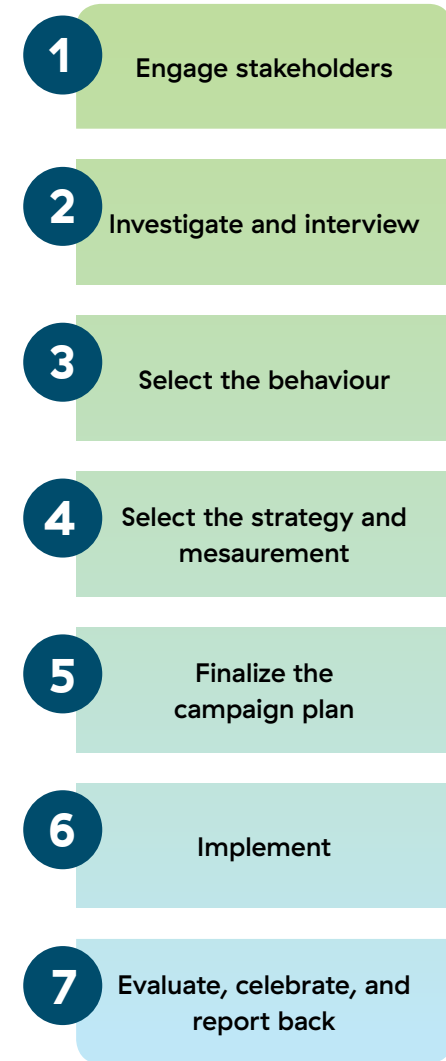 1
Engage stakeholders
2
Investigate and interview
3
Select the behaviour
4
Select the strategy and
mesaurement
5
Finalize the
campaign plan
6
Implement
7
Evaluate, celebrate, and
report back